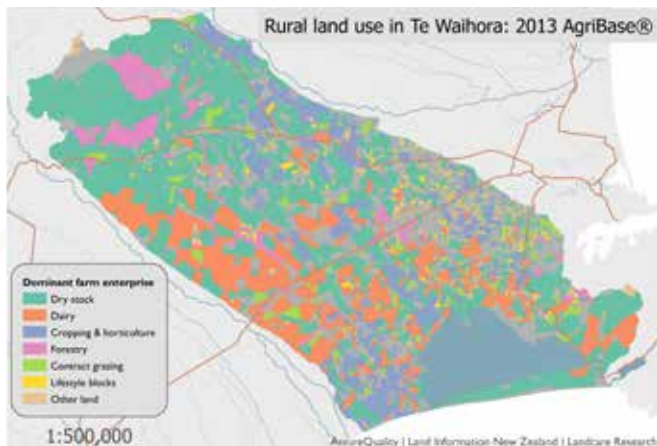 Rural land use in Te Waihora: 2013 AgriBase®
Dominant farm enterprise
Dry stock
Dairy
Cropping & horticulture
Forestry
Contract grazing
Lifestyle blocks
Other land
1:500,000
AssureQuality | Land Information New Zealand | Landcare Research